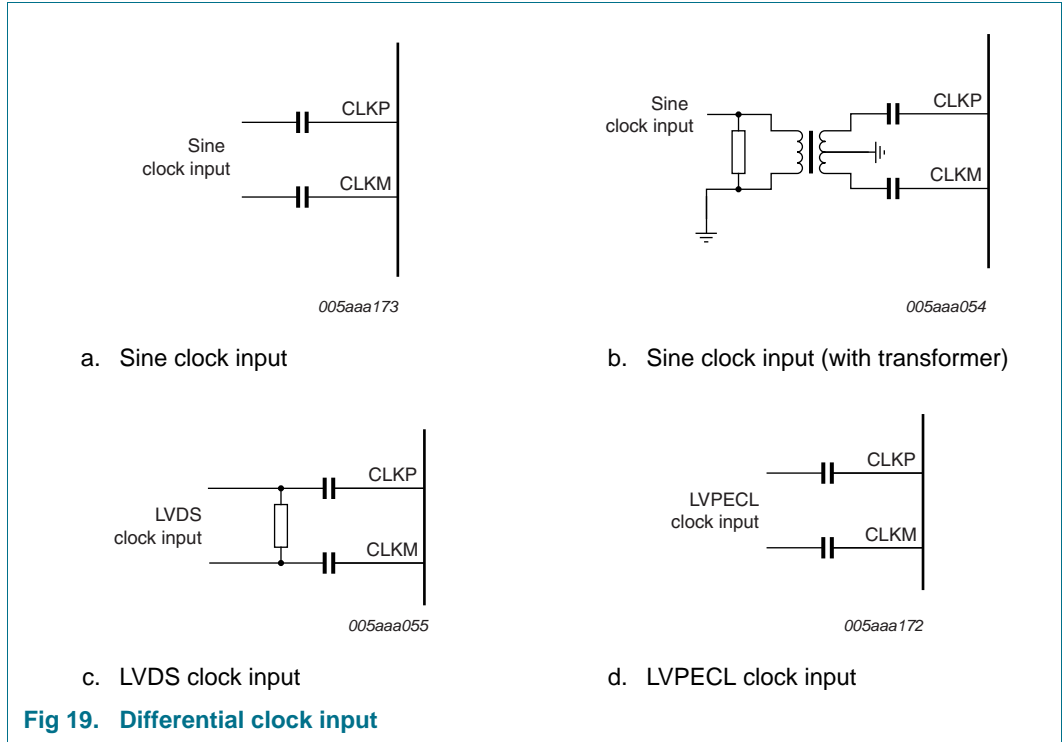 Sine
clock input
CLKP
CLKM
005aaa173
a. Sine clock input
Sine
clock input
CLKP
CLKM
005aaa054
b. Sine clock input (with transformer)
LVDS
clock input
CLKP
CLKM
005aaa055
c. LVDS clock input
LVPECL
clock input
CLKP
CLKM
005aaa172
d. LVPECL clock input
Fig 19. Differential clock input